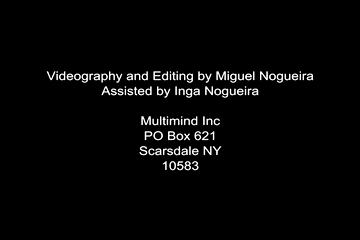 Videography and Editing by Miguel Nogueira
Assisted by Inga Nogueira
Multimind Inc
PO Box 621
Scarsdale NY
10583